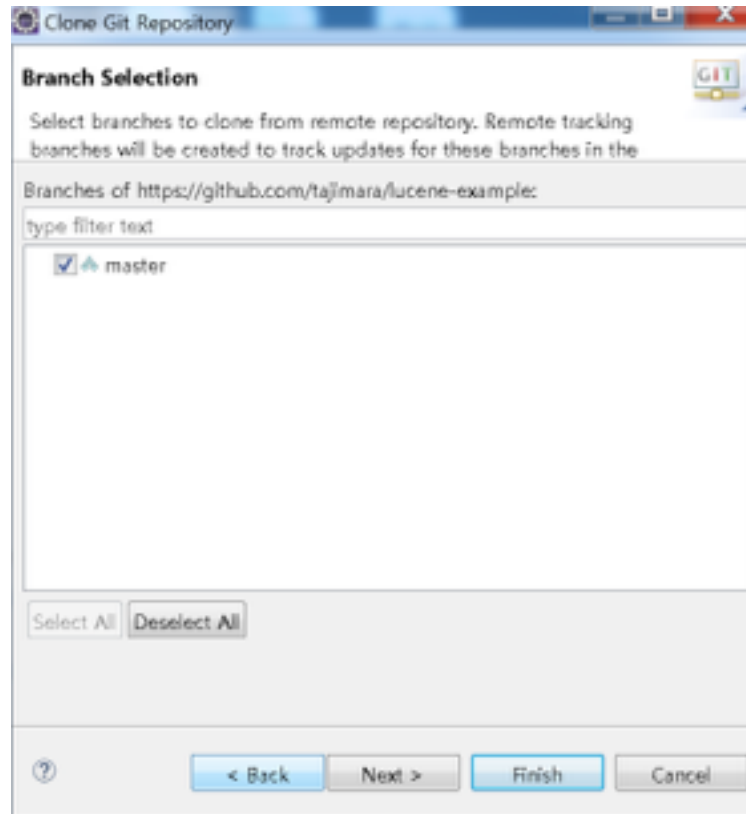 Clone Git Repository
Branch Selection
GIT
Select branches to clone from remote repository. Remote tracking
branches will be created to track updates for these branches in the
Branches of https://github.com/tajimara/lucene-example:
type filter text
master
Select All Deselect All
? < Back Next > Finish Cancel